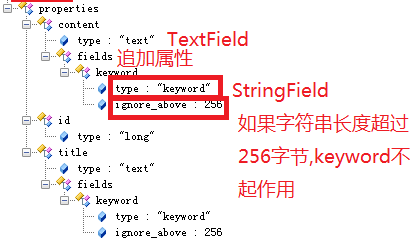 properties
content
type : "text" TextField
fields 追加属性
keyword
type : "keyword" StringField
ignore_above : 256
如果字符串长度超过
id
type : "long"
256字节,keyword不
title
起作用
type : "text"
fields
keyword
type : "keyword"
ignore_above : 256